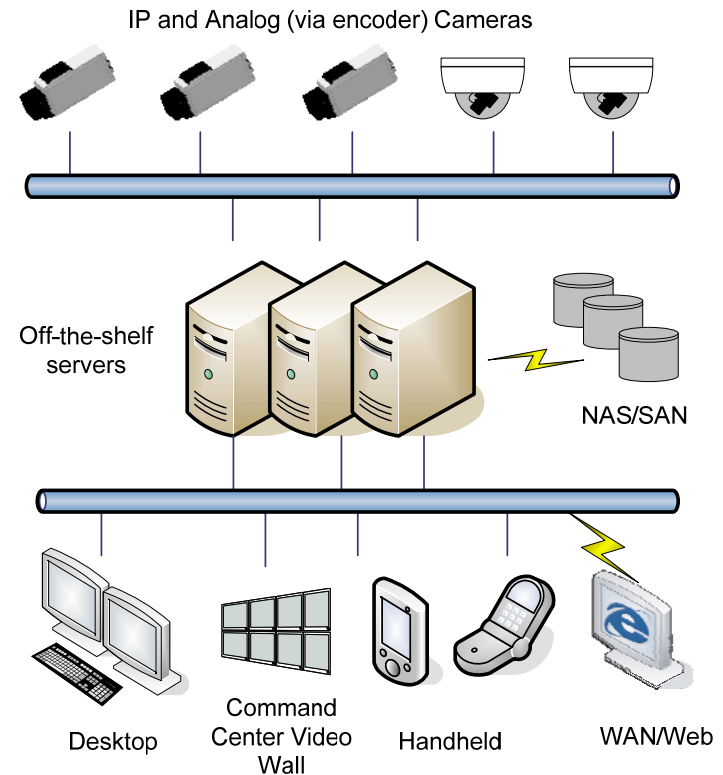 IP and Analog (via encoder) Cameras
Off-the-shelf
servers
NAS/SAN
Desktop
Command
Center Video
Wall
Handheld
WAN/Web